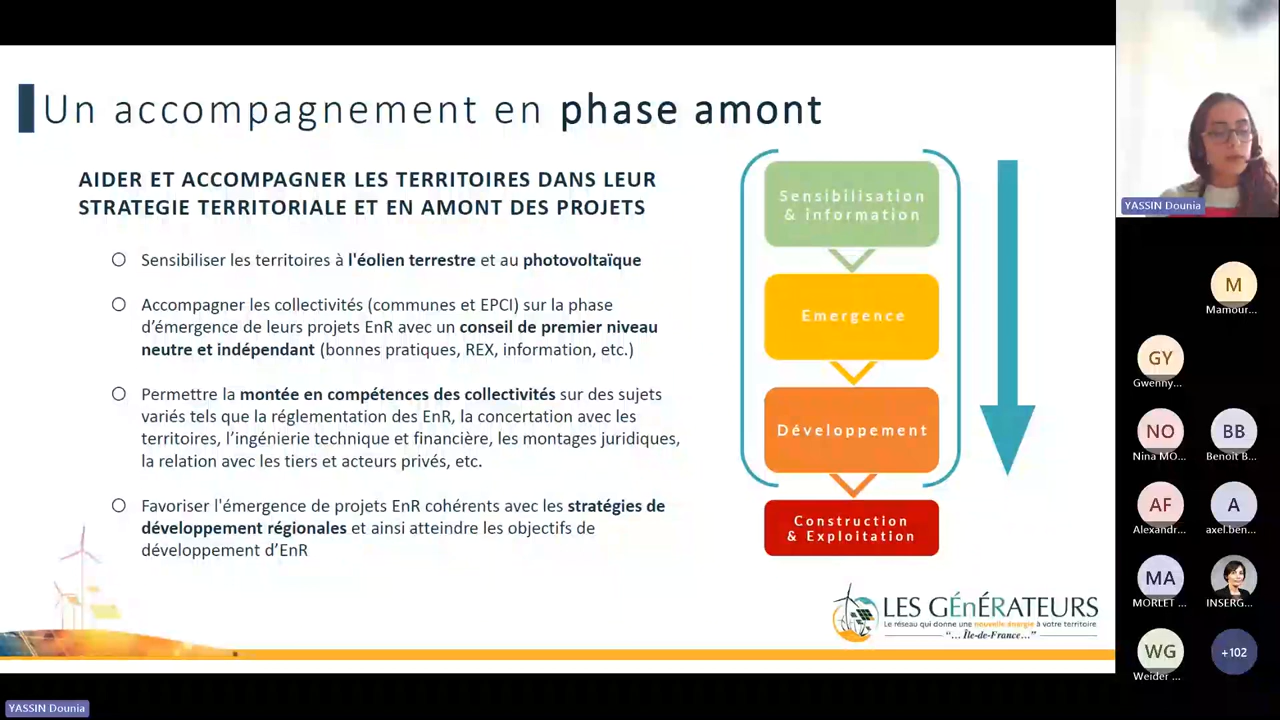 Un accompagnement en phase amont
AIDER ET ACCOMPAGNER LES TERRITOIRES DANS LEUR
STRATEGIE TERRITORIALE ET EN AMONT DES PROJETS
Sensibiliser les territoires à l'éolien terrestre et au photovoltaïque
Accompagner les collectivités (communes et EPCI) sur la phase
d’émergence de leurs projets EnR avec un conseil de premier niveau
neutre et indépendant (bonnes pratiques, REX, information, etc.)
Permettre la montée en compétences des collectivités sur des sujets
variés tels que la réglementation des EnR, la concertation avec les
territoires, l’ingénierie technique et financière, les montages juridiques,
la relation avec les tiers et acteurs privés, etc.
Favoriser l'émergence de projets EnR cohérents avec les stratégies de
développement régionales et ainsi atteindre les objectifs de
développement d’EnR
Sensibilisation
& information
Emergence
Développement
Construction
& Exploitation
LES GÉnÉRATEURS
Le réseau qui donne une nouvelle énergie à votre territoire
“... Île-de-France...”
YASSIN Dounia
M
Mamour...
GY
Gwenny...
NO
Nina MO...
BB
Benoit B...
AF
Alexandr...
A
axel.ben...
MA
MORLET ...
INSERG...
WG
Weider ...
+102
YASSIN Dounia